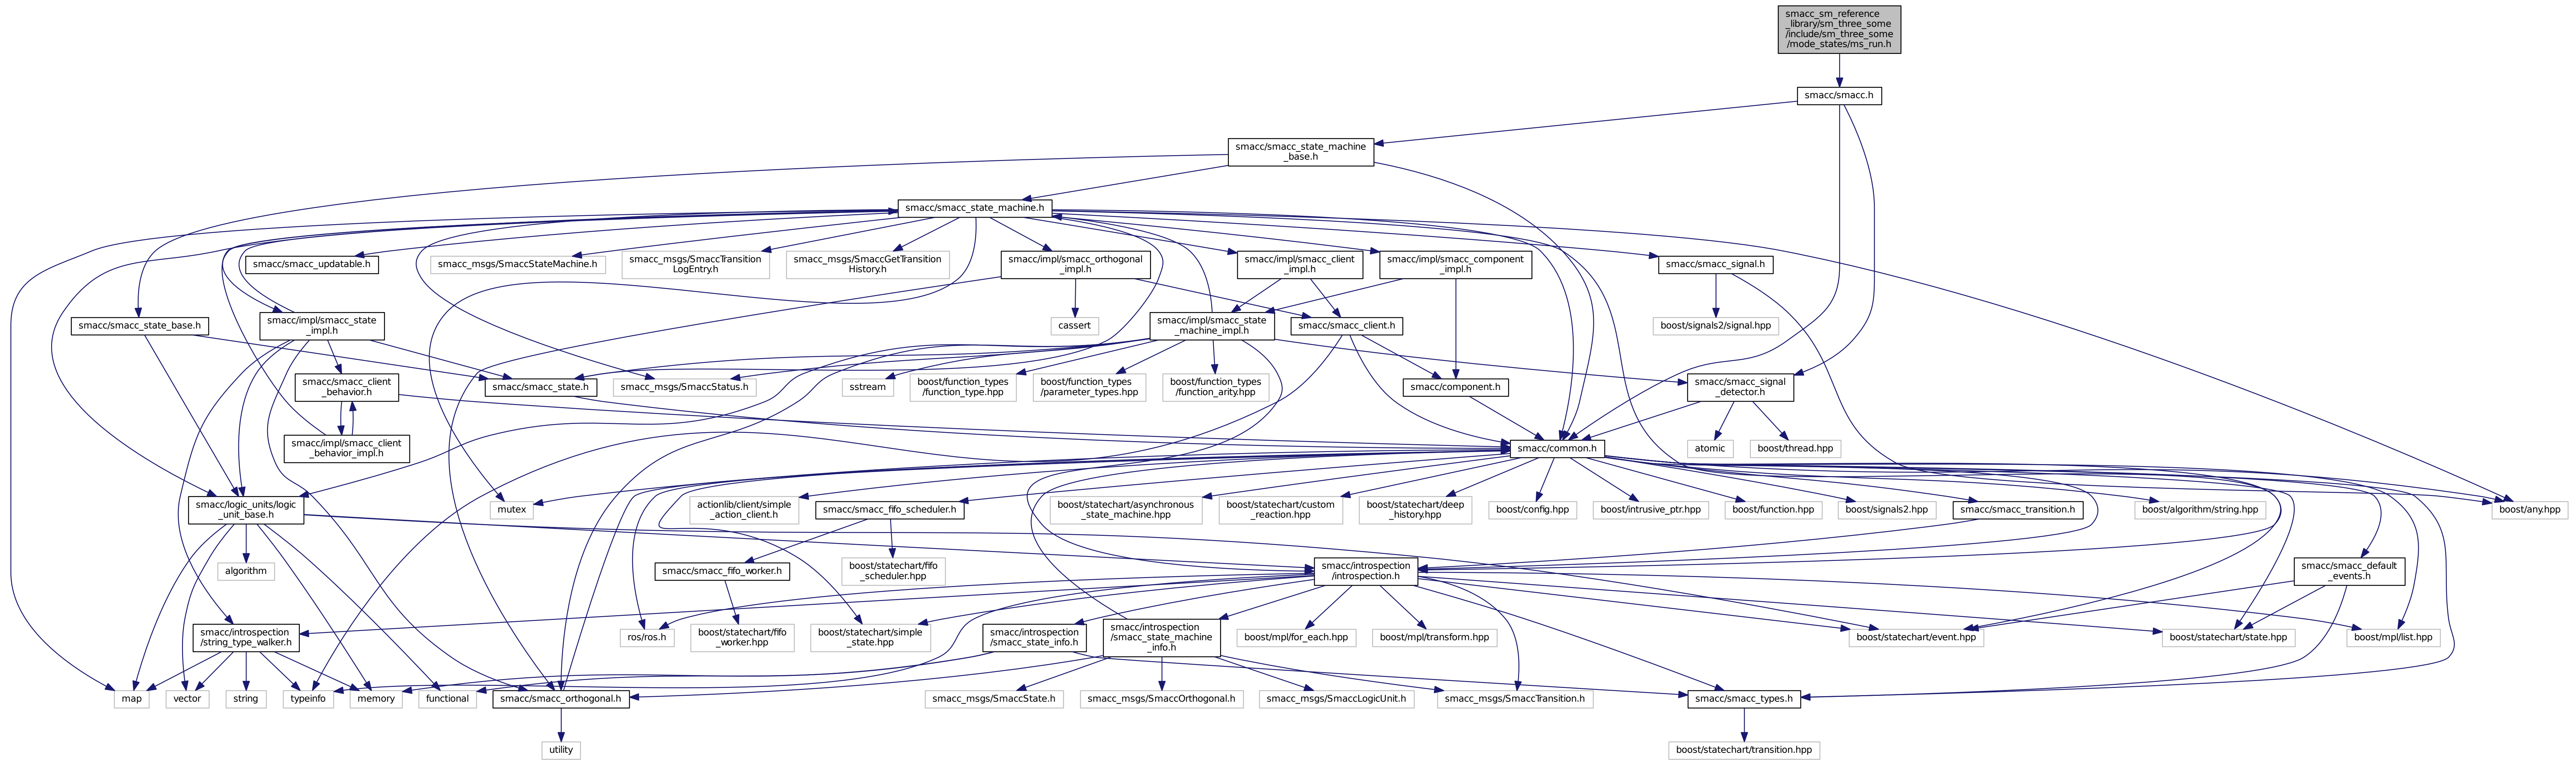 smacc_sm_reference
_library/sm_three_some
/include/sm_three_some
/mode_states/ms_run.h
smacc/smacc.h
smacc/smacc_state_machine
_base.h
smacc/smacc_state_machine.h
smacc/smacc_updatable.h
smacc_msgs/SmaccStateMachine.h
smacc_msgs/SmaccTransition
LogEntry.h
smacc_msgs/SmaccGetTransition
History.h
smacc/impl/smacc_orthogonal
_impl.h
smacc/impl/smacc_client
_impl.h
smacc/impl/smacc_component
_impl.h
smacc/smacc_signal.h
smacc/smacc_state_base.h
smacc/impl/smacc_state
_impl.h
cassert
smacc/impl/smacc_state
_machine_impl.h
smacc/smacc_client.h
boost/signals2/signal.hpp
smacc/smacc_client
_behavior.h
smacc/smacc_state.h
smacc_msgs/SmaccStatus.h
sstream
boost/function_types
/function_type.hpp
boost/function_types
/parameter_types.hpp
boost/function_types
/function_arity.hpp
smacc/component.h
smacc/smacc_signal
_detector.h
smacc/impl/smacc_client
_behavior_impl.h
smacc/common.h
atomic
boost/thread.hpp
smacc/logic_units/logic
_unit_base.h
mutex
actionlib/client/simple
_action_client.h
smacc/smacc_fifo_scheduler.h
boost/statechart/asynchronous
_state_machine.hpp
boost/statechart/custom
_reaction.hpp
boost/statechart/deep
_history.hpp
boost/config.hpp
boost/intrusive_ptr.hpp
boost/function.hpp
boost/signals2.hpp
smacc/smacc_transition.h
boost/algorithm/string.hpp
boost/any.hpp
algorithm
smacc/smacc_fifo_worker.h
boost/statechart/fifo
_scheduler.hpp
smacc/introspection
/introspection.h
smacc/smacc_default
_events.h
smacc/introspection
/string_type_walker.h
ros/ros.h
boost/statechart/fifo
_worker.hpp
boost/statechart/simple
_state.hpp
smacc/introspection
/smacc_state_info.h
smacc/introspection
/smacc_state_machine
_info.h
boost/mpl/for_each.hpp
boost/mpl/transform.hpp
boost/statechart/event.hpp
boost/statechart/state.hpp
boost/mpl/list.hpp
map
vector
string
typeinfo
memory
functional
smacc/smacc_orthogonal.h
smacc_msgs/SmaccState.h
smacc_msgs/SmaccOrthogonal.h
smacc_msgs/SmaccLogicUnit.h
smacc_msgs/SmaccTransition.h
smacc/smacc_types.h
utility
boost/statechart/transition.hpp